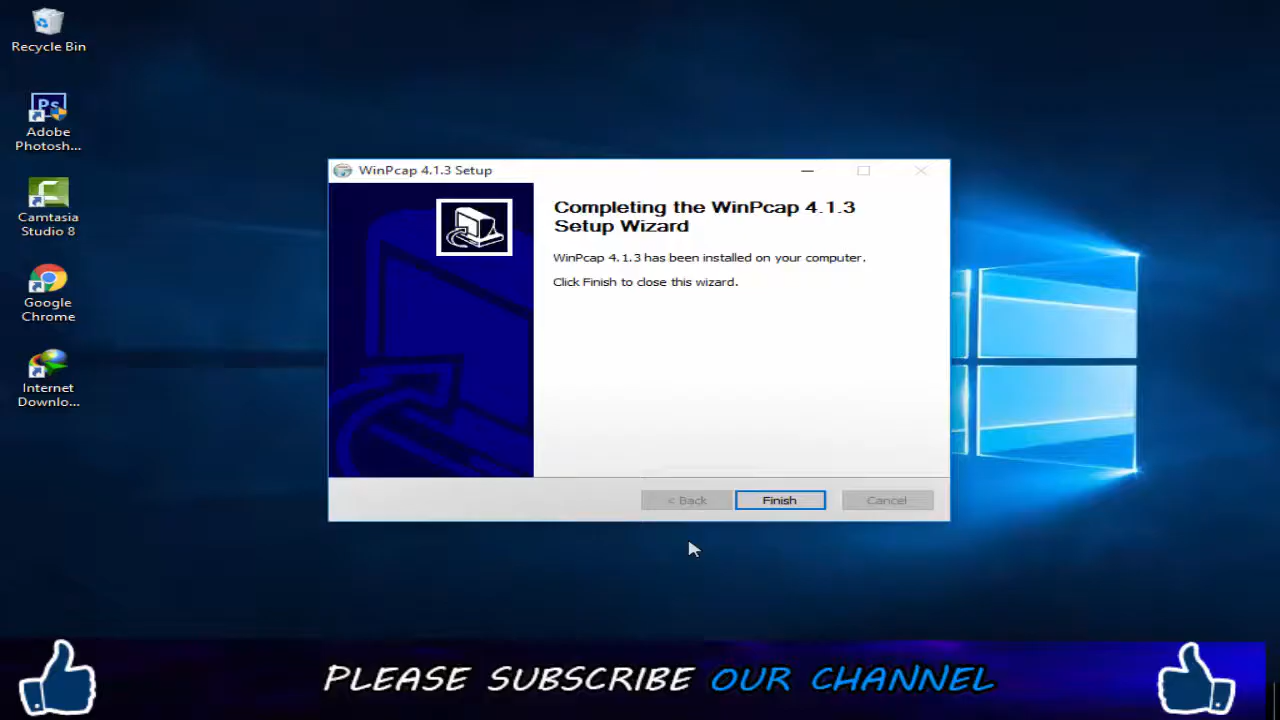 Recycle Bin
Ps
Adobe
Photosh...
Camtasia
Studio 8
Google
Chrome
Internet
Downlo...
WinPcap 4.1.3 Setup
Completing the WinPcap 4.1.3
Setup Wizard
WinPcap 4.1.3 has been installed on your computer.
Click Finish to close this wizard.
< Back
Finish
Cancel
PLEASE SUBSCRIBE OUR CHANNEL